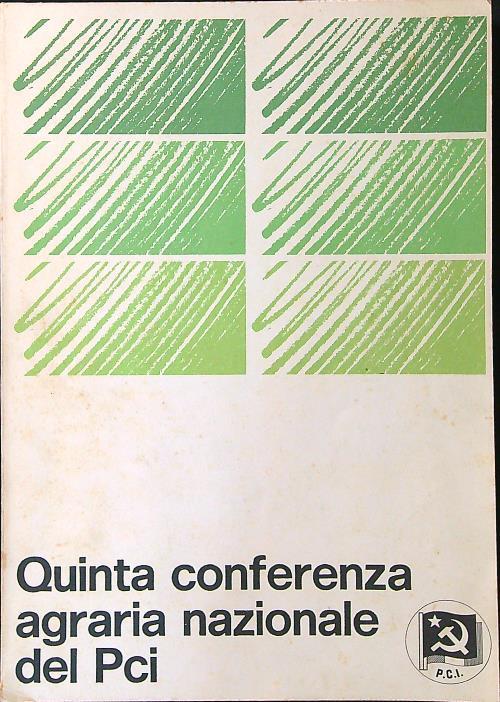 Quinta conferenza
agraria nazionale
del Pci
P.C.I.